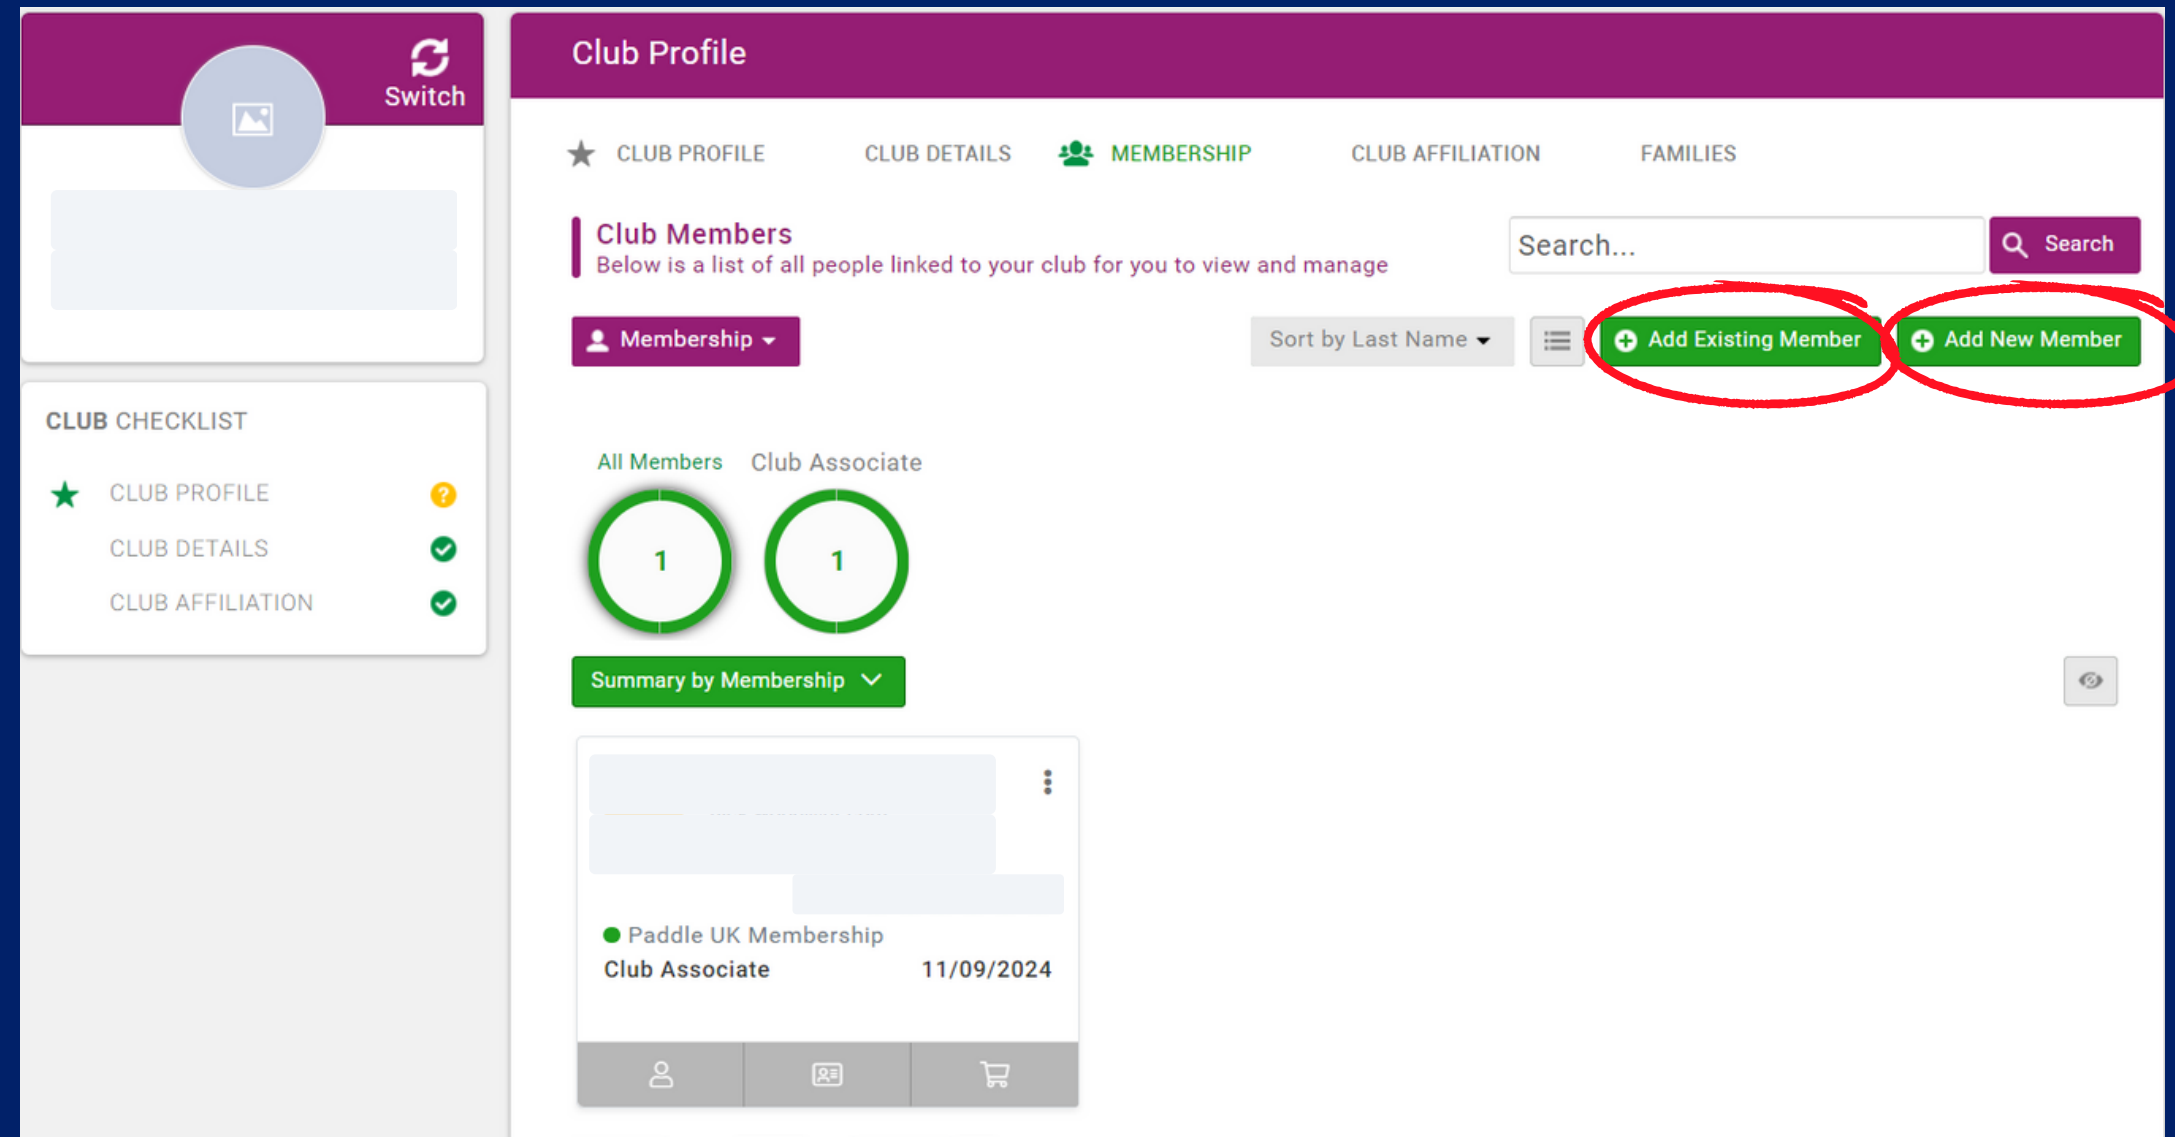 Switch
Club Profile
CLUB PROFILE CLUB DETAILS MEMBERSHIP CLUB AFFILIATION FAMILIES
Club Members
Below is a list of all people linked to your club for you to view and manage
Search... Search
Membership Sort by Last Name Add Existing Member Add New Member
CLUB CHECKLIST
CLUB PROFILE
CLUB DETAILS
CLUB AFFILIATION
All Members Club Associate
1 1
Summary by Membership
Paddle UK Membership
Club Associate 11/09/2024